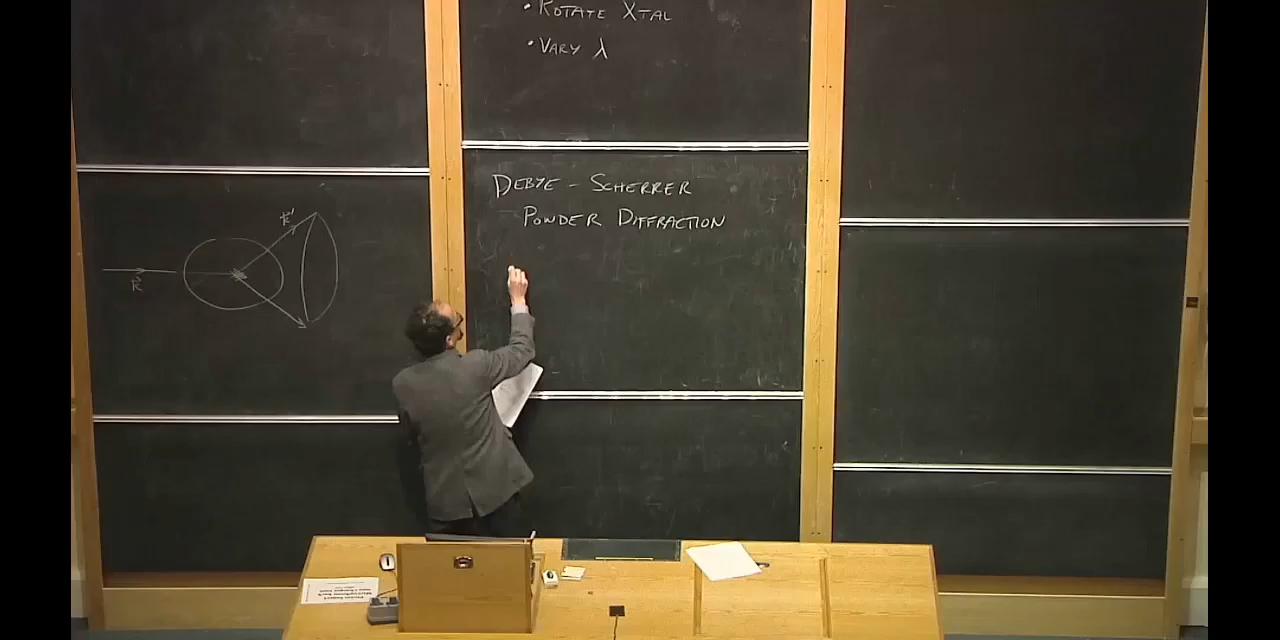 • ROTATE XTAL
• VARY λ
DEBYE - SCHERRER
POWDER DIFFRACTION
k'
k